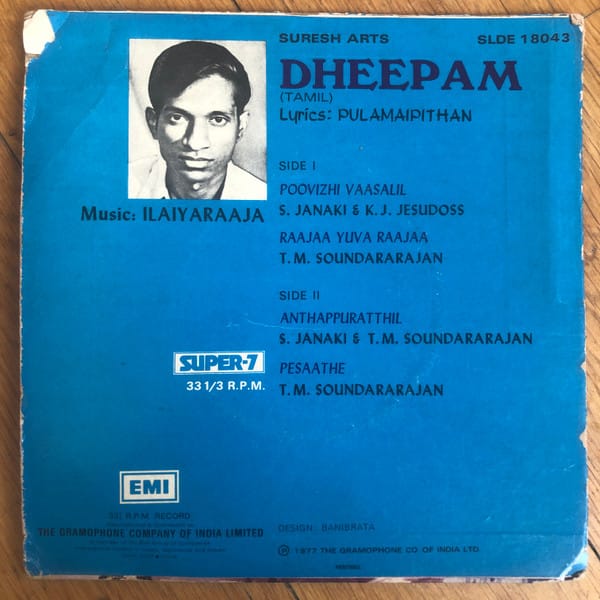 SURESH ARTS
SLDE 18043
DHEEPAM
(TAMIL)
Lyrics: PULAMAIPITHAN
Music: ILAIYARAAJA
SIDE I
POOVIZHI VAASALIL
S. JANAKI & K.J. JESUDOSS
RAAJAA YUVA RAAJAA
T.M. SOUNDARARAJAN
SIDE II
ANTHAPPURATTHIL
S. JANAKI & T.M. SOUNDARARAJAN
PESAATHE
T.M. SOUNDARARAJAN
SUPER-7
33 1/3 R.P.M.
EMI
R.P.M. RECORD
THE GRAMOPHONE COMPANY OF INDIA LIMITED
DESIGN: BANIBRATA
℗ 1977 THE GRAMOPHONE CO OF INDIA LTD.